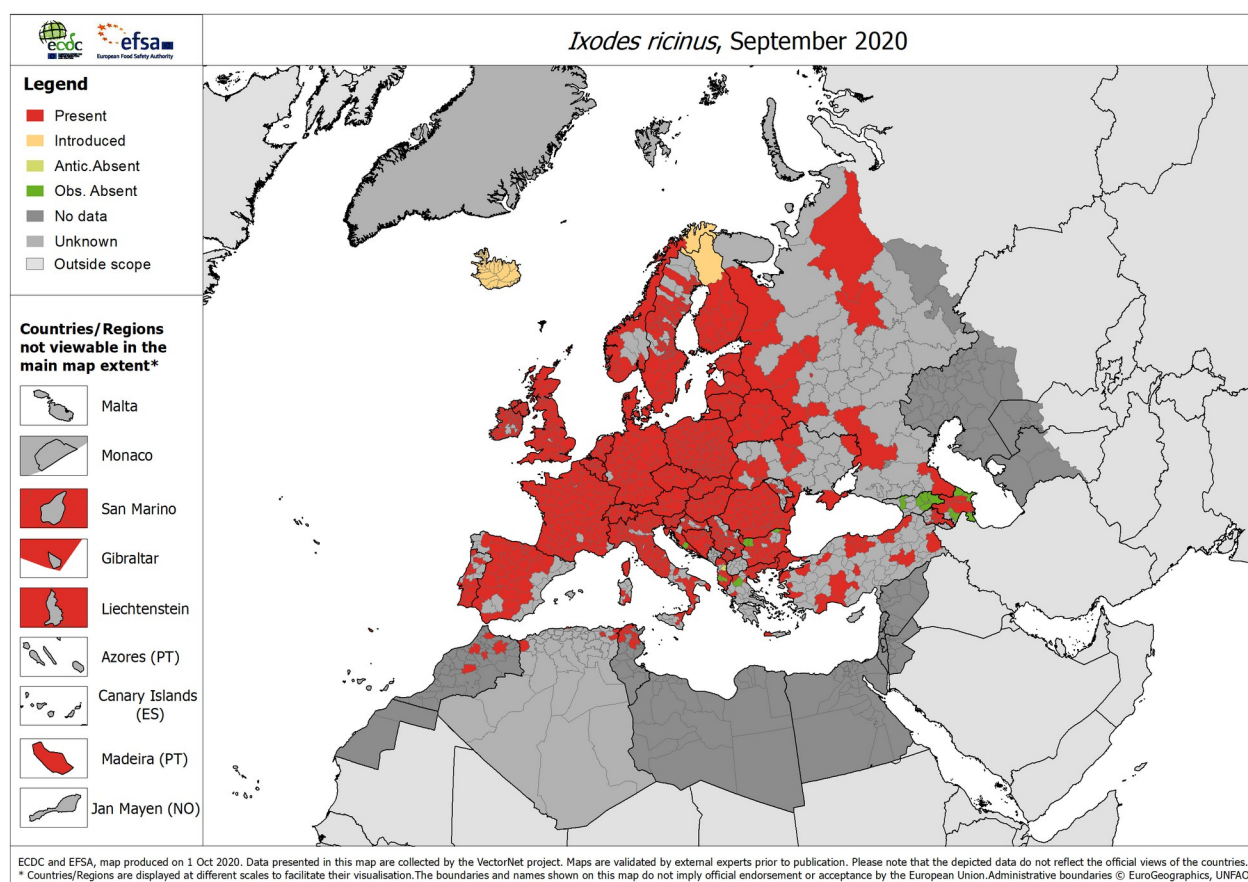 ecdc
efsa
European Food Safety Authority
Ixodes ricinus, September 2020
Legend
Present
Introduced
Antic.Absent
Obs. Absent
No data
Unknown
Outside scope
Countries/Regions
not viewable in the
main map extent*
Malta
Monaco
San Marino
Gibraltar
Liechtenstein
Azores (PT)
Canary Islands
(ES)
Madeira (PT)
Jan Mayen (NO)
ECDC and EFSA, map produced on 1 Oct 2020. Data presented in this map are collected by the VectorNet project. Maps are validated by external experts prior to publication. Please note that the depicted data do not reflect the official views of the countries.
* Countries/Regions are displayed at different scales to facilitate their visualisation.The boundaries and names shown on this map do not imply official endorsement or acceptance by the European Union.Administrative boundaries © EuroGeographics, UNFAO